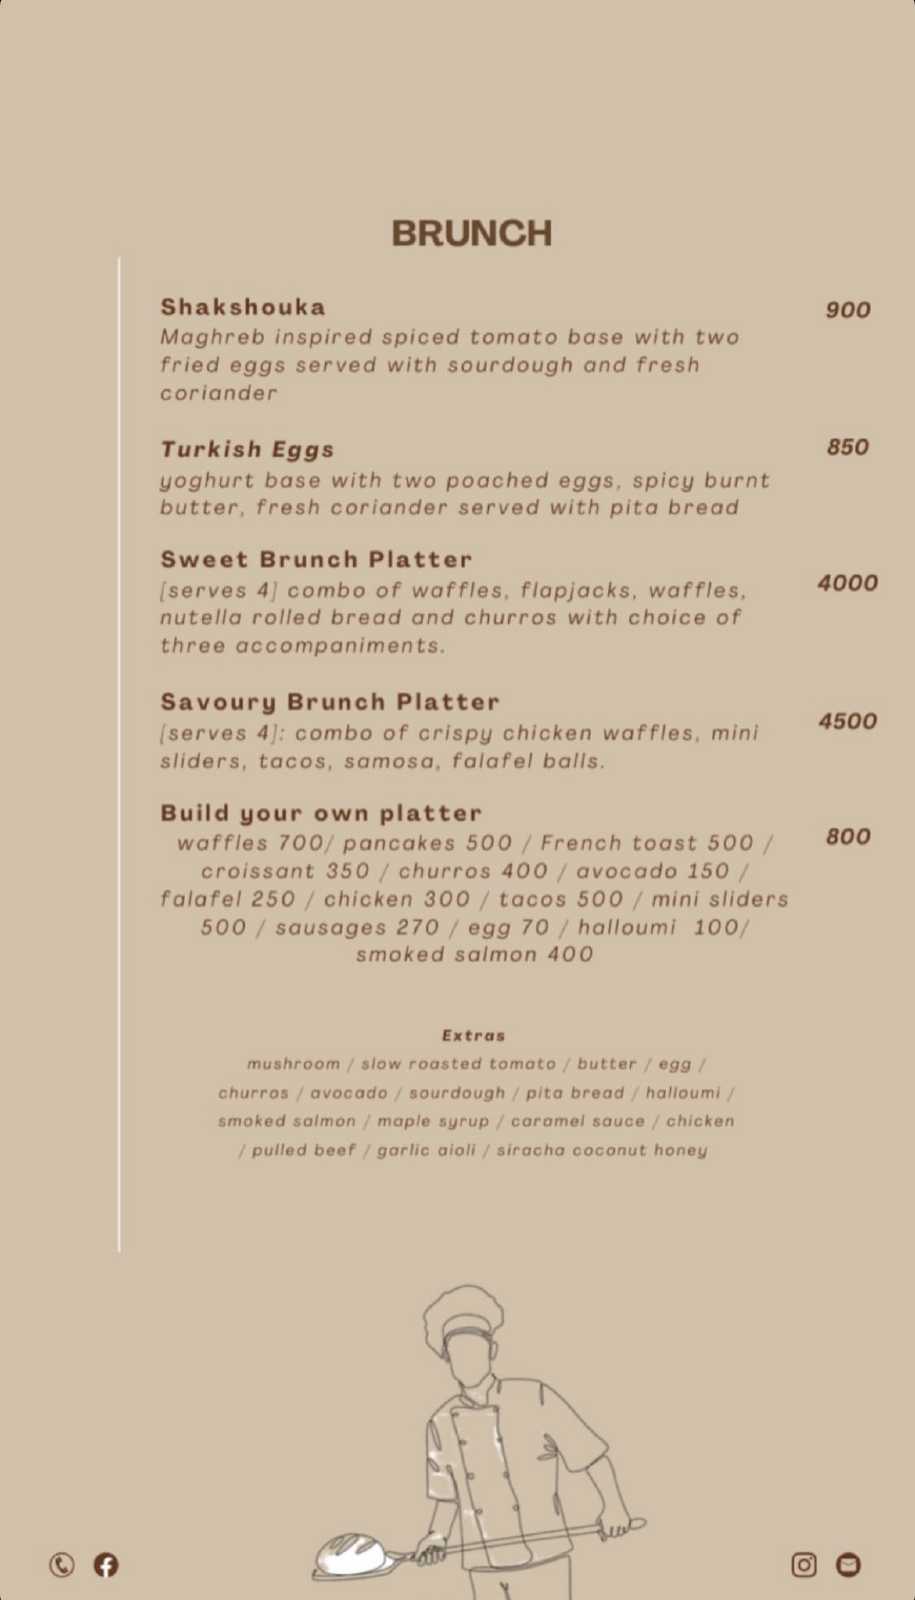 BRUNCH
Shakshouka 900
Maghreb inspired spiced tomato base with two
fried eggs served with sourdough and fresh
coriander
Turkish Eggs 850
yoghurt base with two poached eggs, spicy burnt
butter, fresh coriander served with pita bread
Sweet Brunch Platter
[serves 4] combo of waffles, flapjacks, waffles, 4000
nutella rolled bread and churros with choice of
three accompaniments.
Savoury Brunch Platter
[serves 4]: combo of crispy chicken waffles, mini 4500
sliders, tacos, samosa, falafel balls.
Build your own platter
waffles 700/ pancakes 500 / French toast 500 / 800
croissant 350 / churros 400 / avocado 150 /
falafel 250 / chicken 300 / tacos 500 / mini sliders
500 / sausages 270 / egg 70 / halloumi 100/
smoked salmon 400
Extras
mushroom / slow roasted tomato / butter / egg /
churros / avocado / sourdough / pita bread / halloumi /
smoked salmon / maple syrup / caramel sauce / chicken
/ pulled beef / garlic aioli / siracha coconut honey